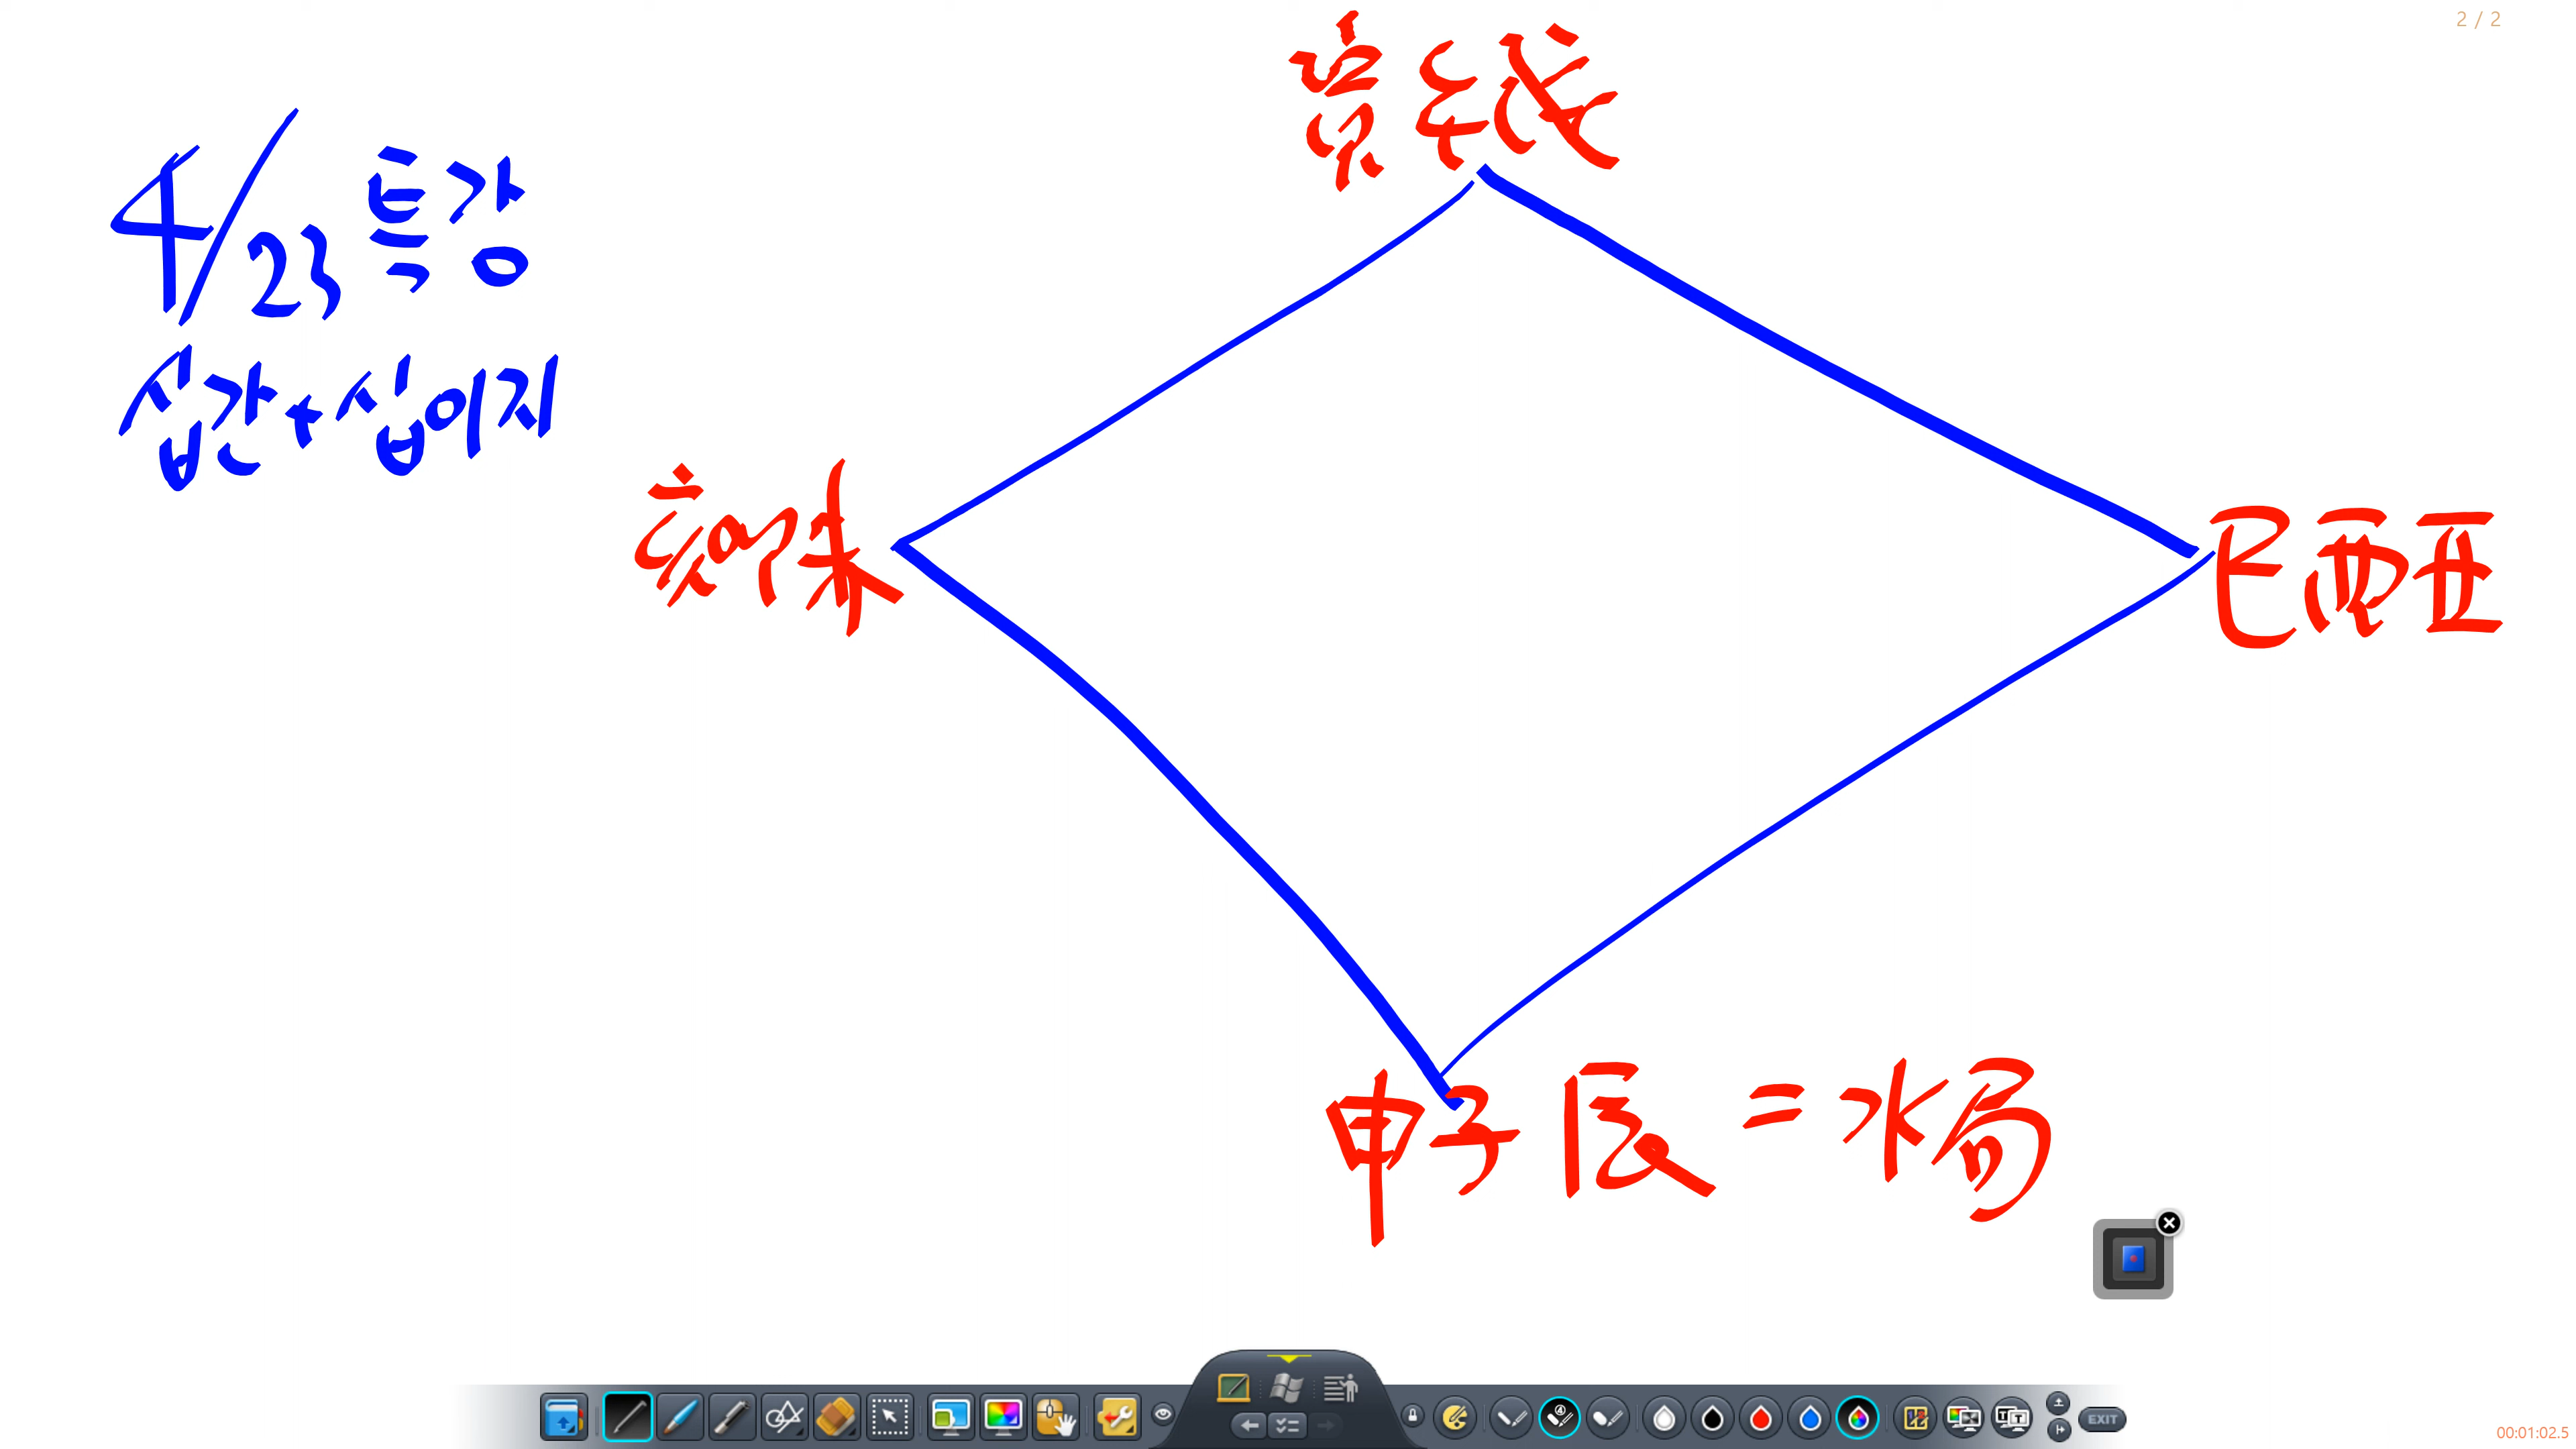 2 / 2
4/23 특강
십간+십이지
寅午戌
亥卯未
巳酉丑
申子辰 = 水局
EXIT
00:01:02.5